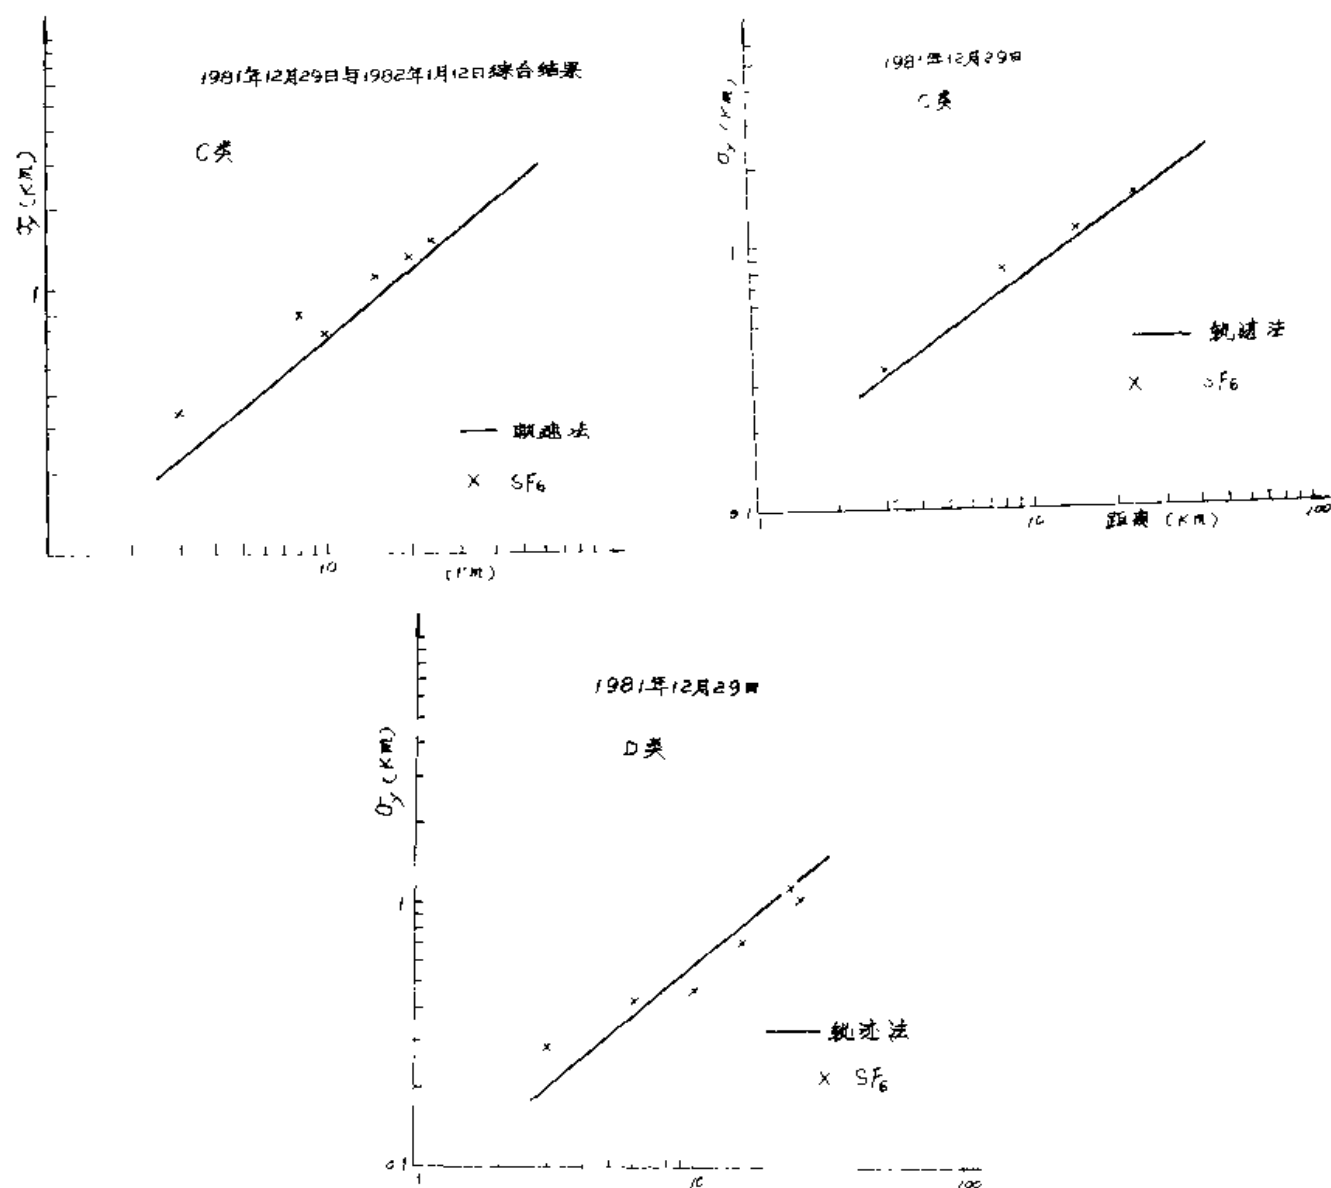 1981年12月29日与1982年1月12日综合结果
C类
σy (Km)
1
— 轨迹法
× SF6
10
(Km)
1981年12月29日
C类
σy (Km)
1
— 轨迹法
× SF6
0.1
10
距离 (Km)
100
1981年12月29日
D类
σy (Km)
1
— 轨迹法
× SF6
0.1
1
10
100